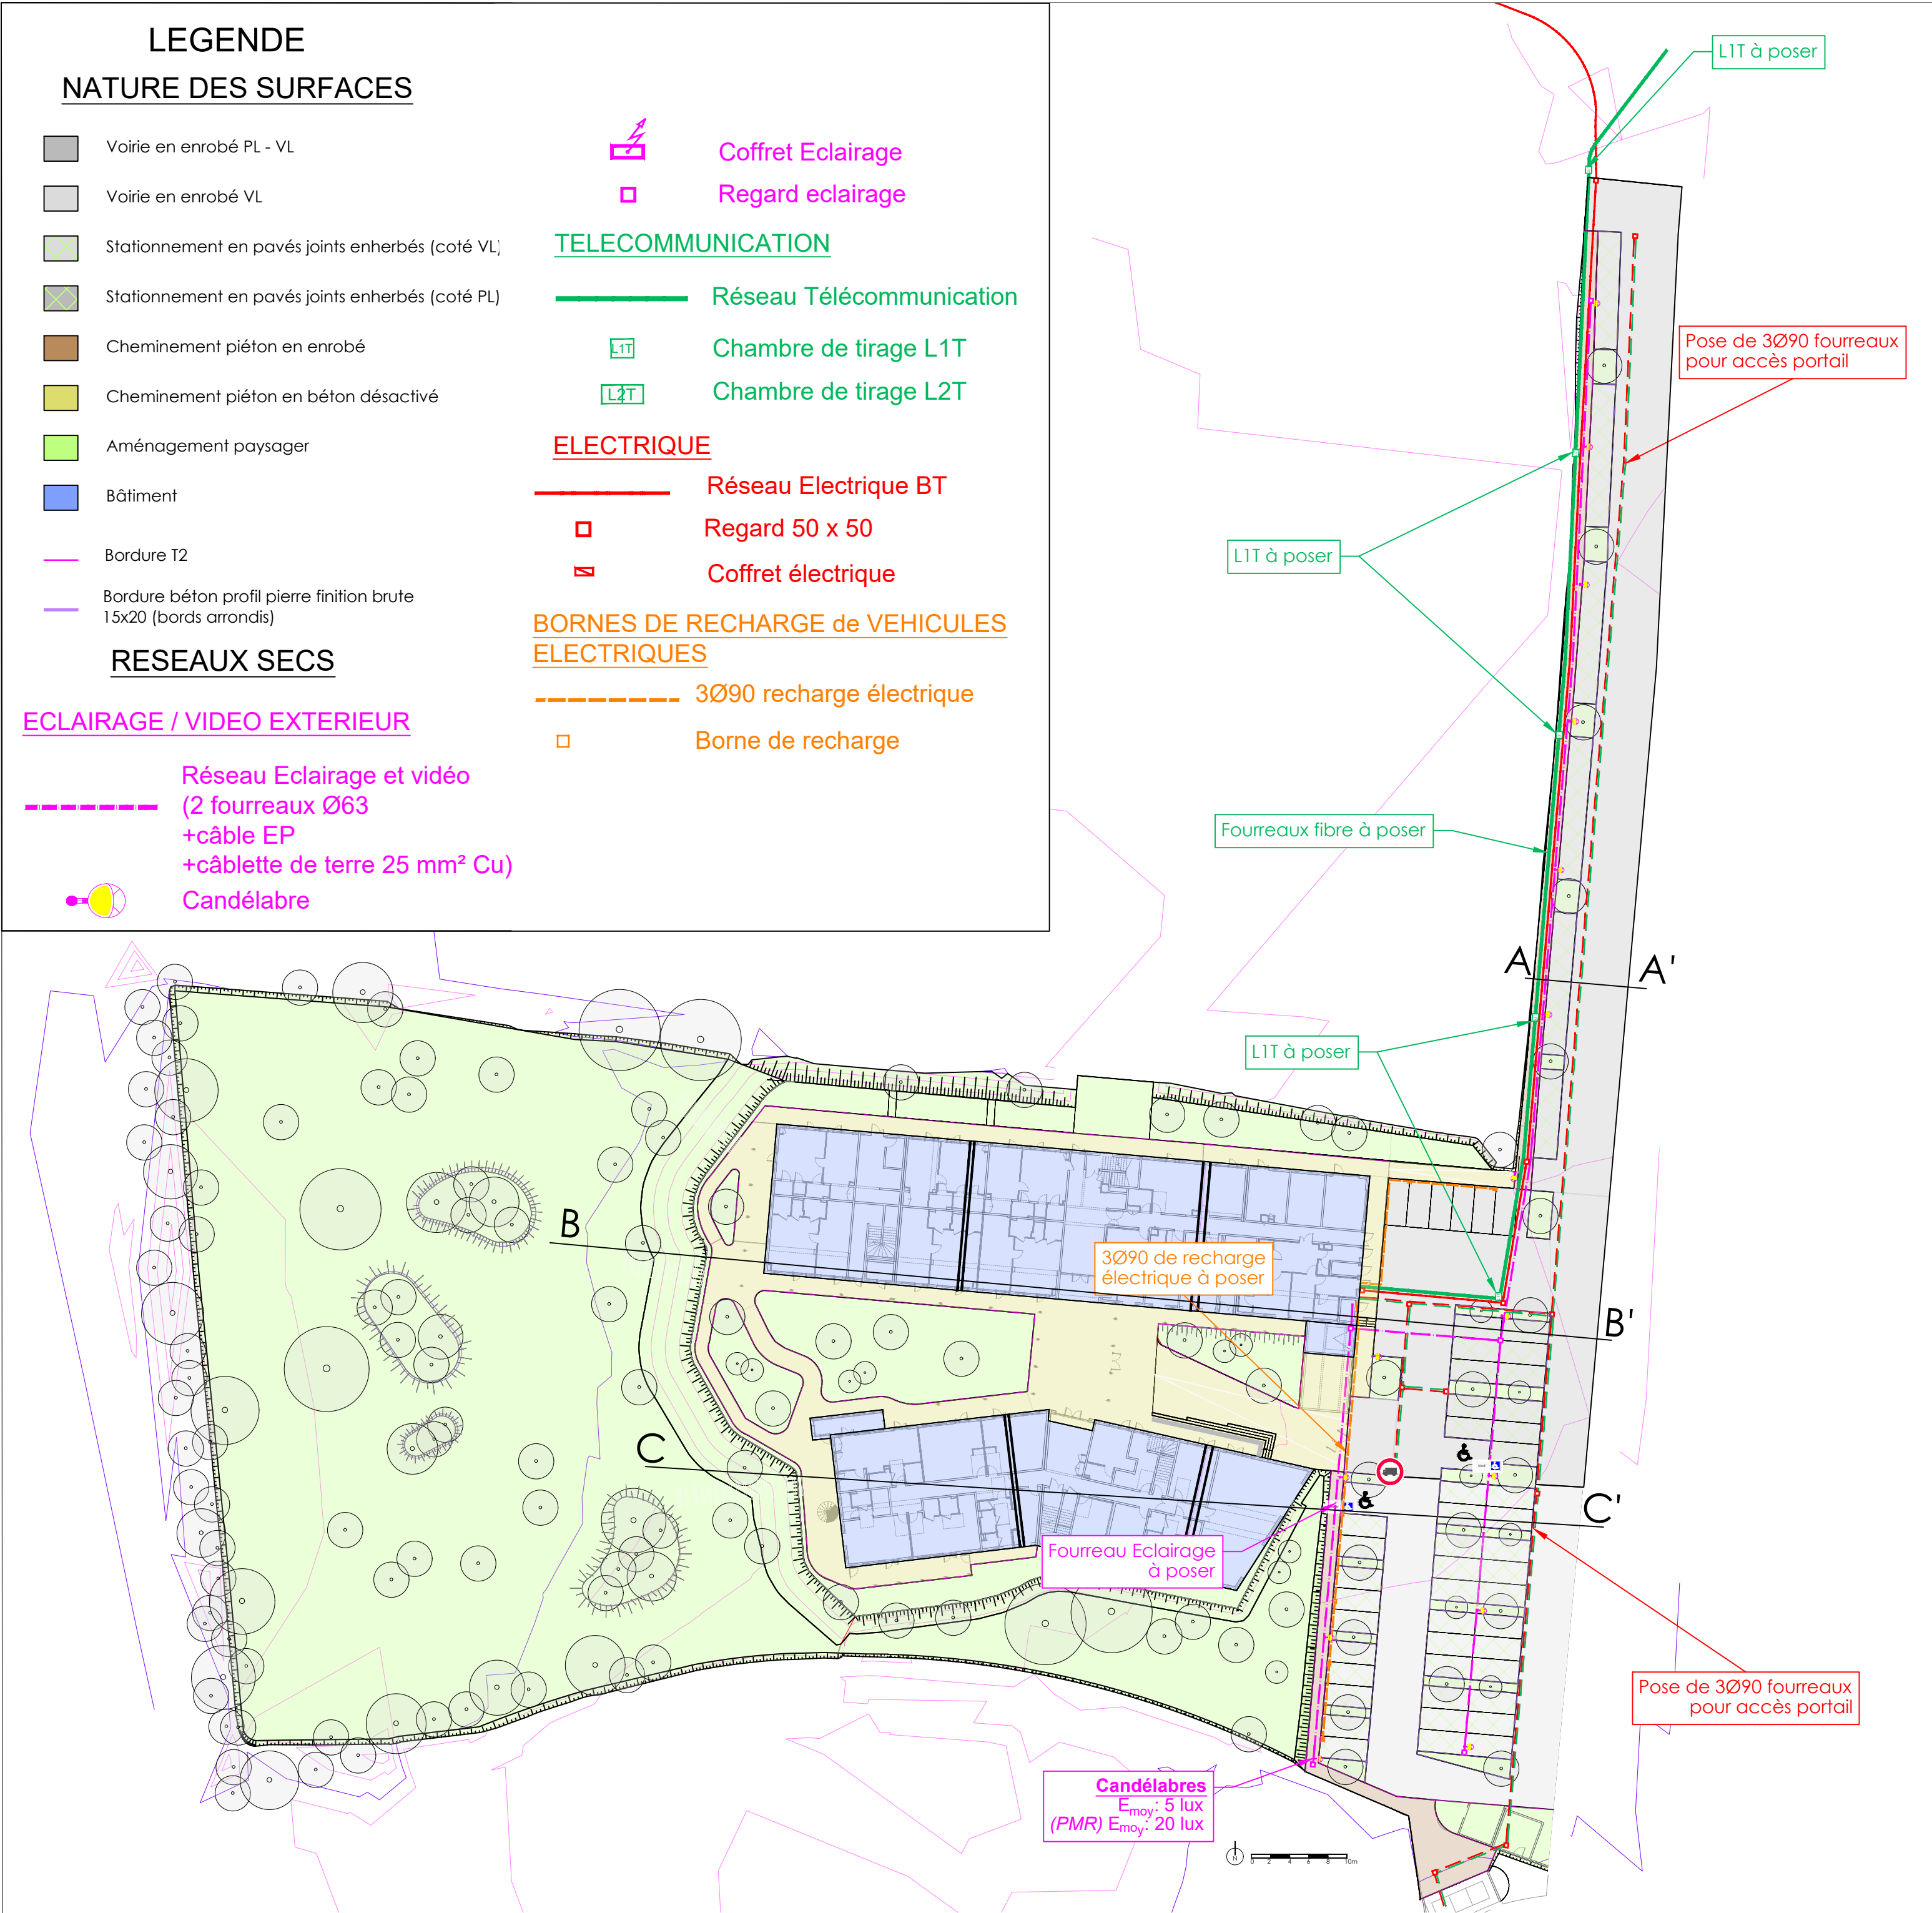 LEGENDE
NATURE DES SURFACES
Voirie en enrobé PL - VL
Voirie en enrobé VL
Stationnement en pavés joints enherbés (coté VL)
Stationnement en pavés joints enherbés (coté PL)
Cheminement piéton en enrobé
Cheminement piéton en béton désactivé
Aménagement paysager
Bâtiment
Bordure T2
Bordure béton profil pierre finition brute
15x20 (bords arrondis)
RESEAUX SECS
ECLAIRAGE / VIDEO EXTERIEUR
Réseau Eclairage et vidéo
(2 fourreaux Ø63
+câble EP
+câblette de terre 25 mm² Cu)
Candélabre
Coffret Eclairage
Regard eclairage
TELECOMMUNICATION
Réseau Télécommunication
L1T
Chambre de tirage L1T
L2T
Chambre de tirage L2T
ELECTRIQUE
Réseau Electrique BT
Regard 50 x 50
Coffret électrique
BORNES DE RECHARGE de VEHICULES
ELECTRIQUES
3Ø90 recharge électrique
Borne de recharge
L1T à poser
Pose de 3Ø90 fourreaux
pour accès portail
L1T à poser
Fourreaux fibre à poser
A
A'
L1T à poser
B
3Ø90 de recharge
électrique à poser
B'
C
C'
Fourreau Eclairage
à poser
Pose de 3Ø90 fourreaux
pour accès portail
Candélabres
Emoy: 5 lux
(PMR) Emoy: 20 lux
N
0 2 4 6 8 10m